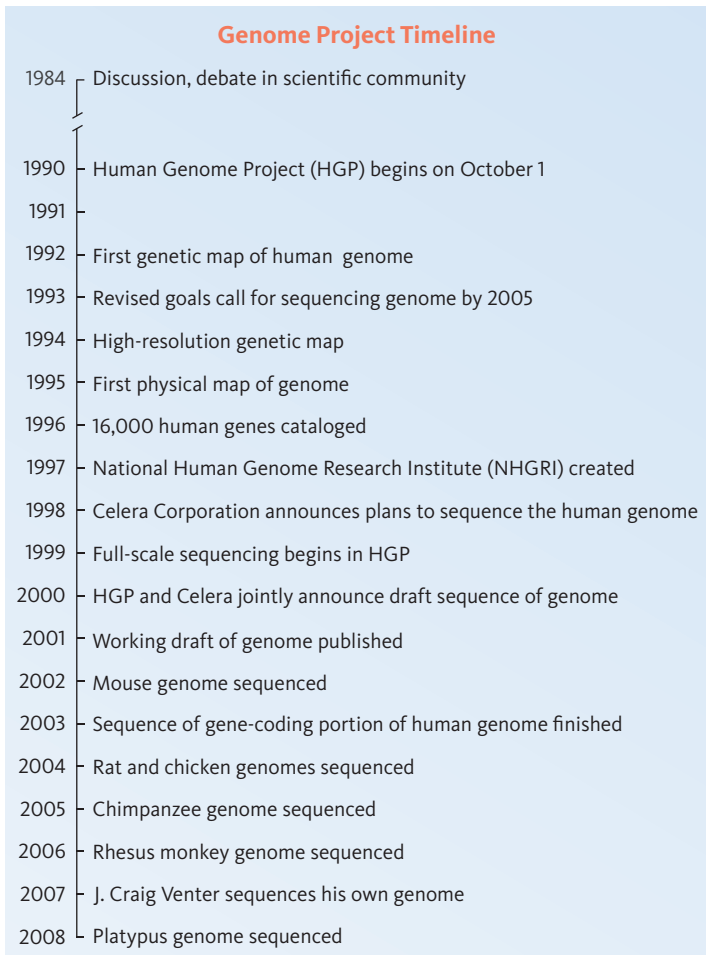 Genome Project Timeline
1984 Discussion, debate in scientific community
1990 Human Genome Project (HGP) begins on October 1
1991
1992 First genetic map of human genome
1993 Revised goals call for sequencing genome by 2005
1994 High-resolution genetic map
1995 First physical map of genome
1996 16,000 human genes cataloged
1997 National Human Genome Research Institute (NHGRI) created
1998 Celera Corporation announces plans to sequence the human genome
1999 Full-scale sequencing begins in HGP
2000 HGP and Celera jointly announce draft sequence of genome
2001 Working draft of genome published
2002 Mouse genome sequenced
2003 Sequence of gene-coding portion of human genome finished
2004 Rat and chicken genomes sequenced
2005 Chimpanzee genome sequenced
2006 Rhesus monkey genome sequenced
2007 J. Craig Venter sequences his own genome
2008 Platypus genome sequenced